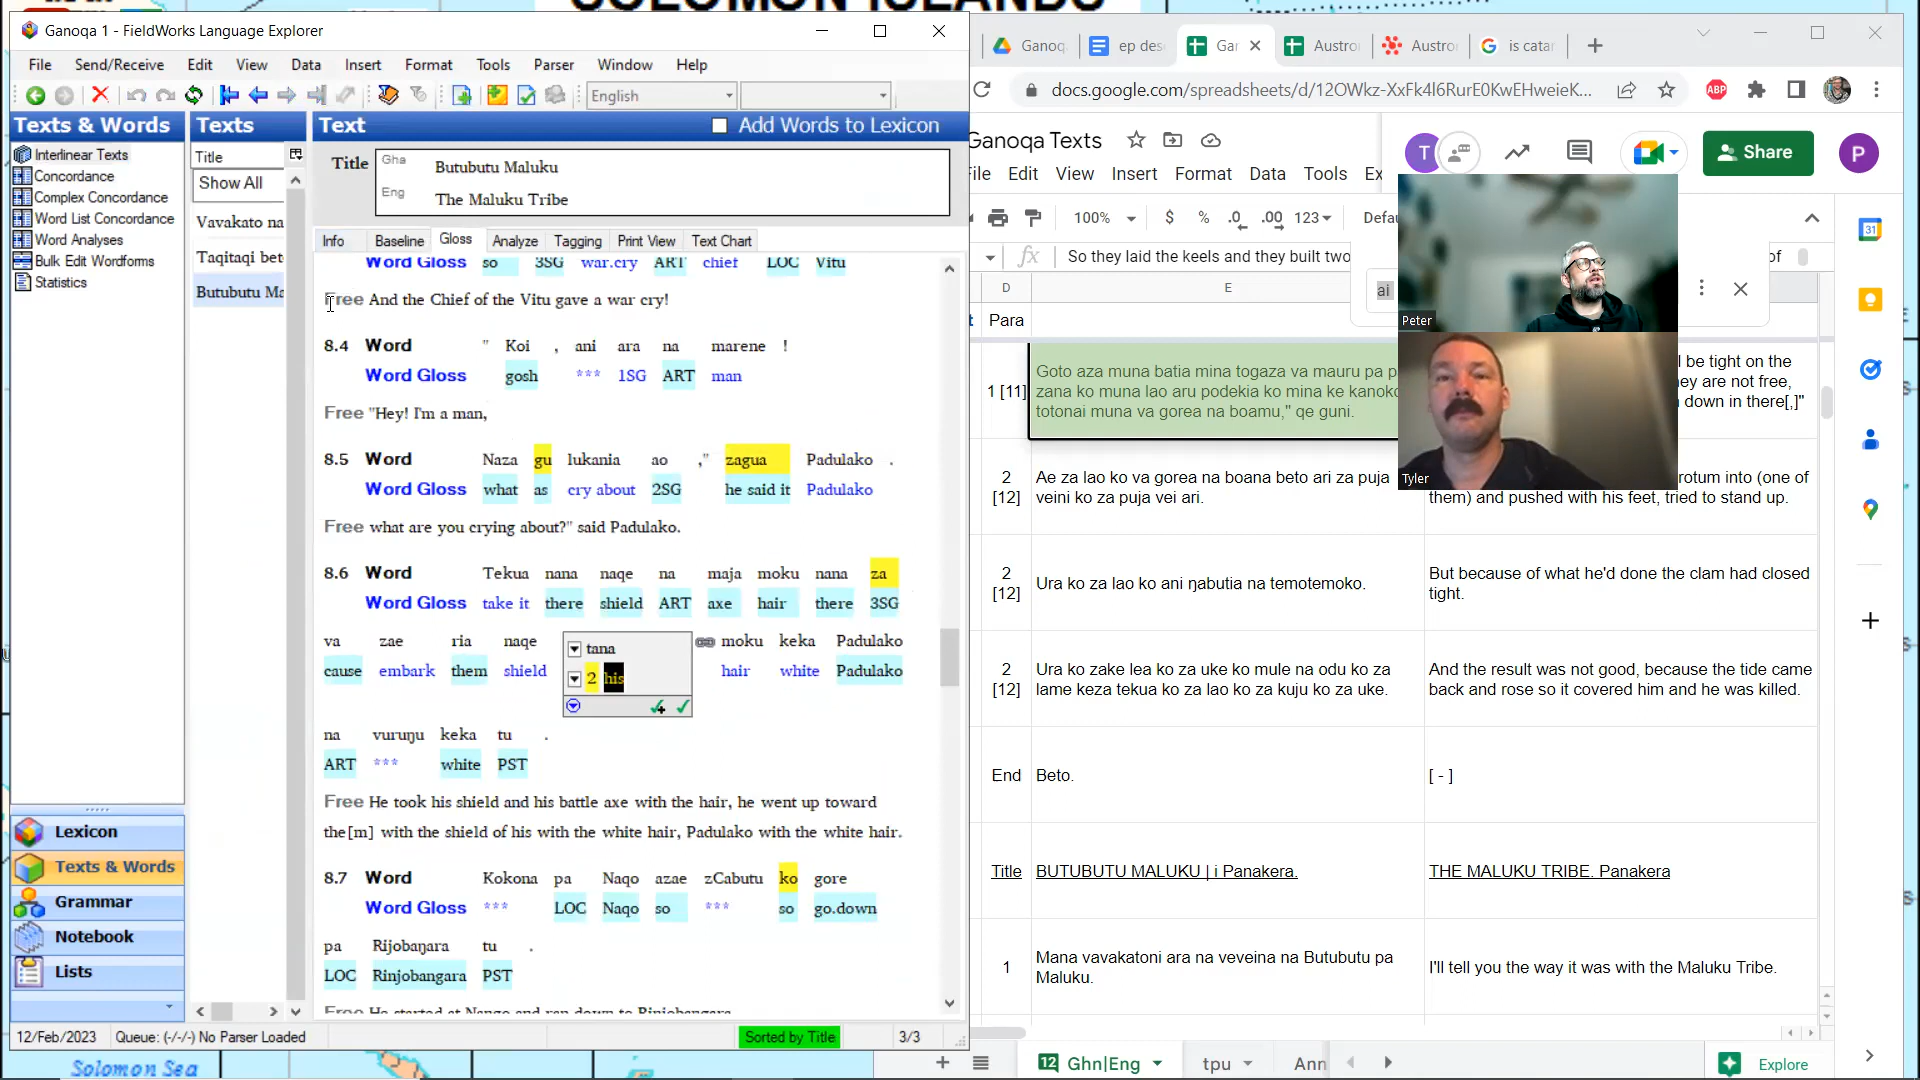 SOLOMON ISLANDS
Ganoqa 1 - FieldWorks Language Explorer
File Send/Receive Edit View Data Insert Format Tools Parser Window Help
English
Texts & Words
Interlinear Texts
Concordance
Complex Concordance
Word List Concordance
Word Analyses
Bulk Edit Wordforms
Statistics
Lexicon
Texts & Words
Grammar
Notebook
Lists
Texts
Title
Show All
Vavakato na
Taqitaqi bet
Butubutu Ma
Text
Add Words to Lexicon
Title Gha Butubutu Maluku
Eng The Maluku Tribe
Info Baseline Gloss Analyze Tagging Print View Text Chart
Word Gloss so 3SG war.cry ART chief LOC Vitu
Free And the Chief of the Vitu gave a war cry!
8.4 Word " Koi , ani ara na marene !
Word Gloss gosh *** 1SG ART man
Free "Hey! I'm a man,
8.5 Word Naza gu lukania ao ," zagua Padulako .
Word Gloss what as cry about 2SG he said it Padulako
Free what are you crying about?" said Padulako.
8.6 Word Tekua nana naqe na maja moku nana za
Word Gloss take it there shield ART axe hair there 3SG
va zae ria naqe tana moku keka Padulako
cause embark them shield 2 his hair white Padulako
na vuruŋu keka tu .
ART *** white PST
Free He took his shield and his battle axe with the hair, he went up toward
the[m] with the shield of his with the white hair, Padulako with the white hair.
8.7 Word Kokona pa Naqo azae zCabutu ko gore
Word Gloss *** LOC Naqo so *** so go.down
pa Rijobaŋara tu .
LOC Rinjobangara PST
Free He started at Nango and ran down to Rinjobangara
12/Feb/2023 Queue: (-/-/-) No Parser Loaded Sorted by Title 3/3
Solomon Sea
Ganoq ep des Gar Austro Austro is catar
docs.google.com/spreadsheets/d/12OWkz-XxFk4l6RurE0KwEHweieK...
ABP
Ganoqa Texts
T
Share
P
File Edit View Insert Format Data Tools Ex
100% $ % .0 .00 123 Defau
fx So they laid the keels and they built two of
ai
31
D E
t Para
1 [11] Goto aza muna batia mina togaza va mauru pa p
zana ko muna lao aru podekia ko mina ke kanoko
totonai muna va gorea na boamu," qe guni.
l be tight on the
ey are not free,
down in there[,]"
2
[12]
Ae za lao ko va gorea na boana beto ari za puja
veini ko za puja vei ari.
rotum into (one of
them) and pushed with his feet, tried to stand up.
2
[12]
Ura ko za lao ko ani ŋabutia na temotemoko.
But because of what he'd done the clam had closed
tight.
2
[12]
Ura ko zake lea ko za uke ko mule na odu ko za
lame keza tekua ko za lao ko za kuju ko za uke.
And the result was not good, because the tide came
back and rose so it covered him and he was killed.
End Beto. [ - ]
Title BUTUBUTU MALUKU | i Panakera. THE MALUKU TRIBE. Panakera
1 Mana vavakatoni ara na veveina na Butubutu pa
Maluku.
I'll tell you the way it was with the Maluku Tribe.
12 Ghn|Eng tpu Ann Explore
Peter
Tyler